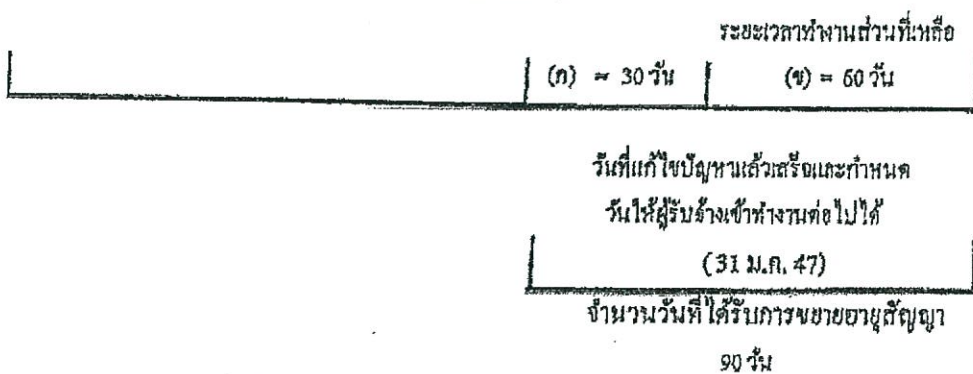 ระยะเวลาทำงานส่วนที่เหลือ
(ก) = 30 วัน
(ข) = 60 วัน
วันที่แก้ไขปัญหาแล้วเสร็จและกำหนด
วันให้ผู้รับจ้างเข้าทำงานต่อไปได้
(31 ม.ค. 47)
จำนวนวันที่ได้รับการขยายอายุสัญญา
90 วัน